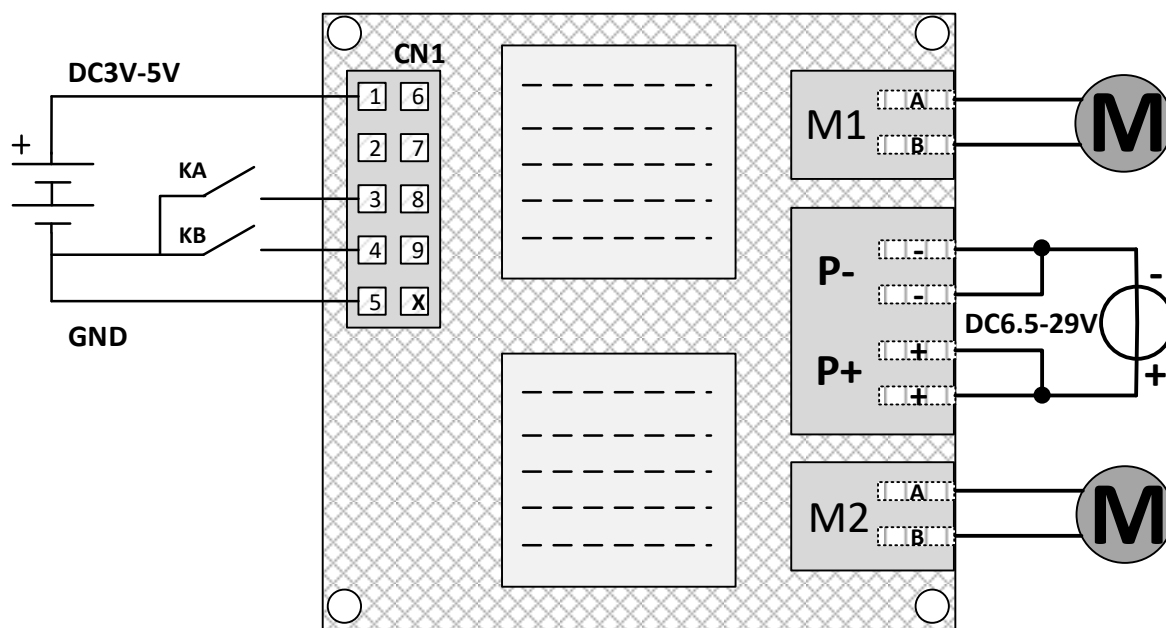 CN1
DC3V-5V
+
1 6
2 7
KA
3 8
KB
4 9
5 X
GND
M1
A
B
M
P-
-
-
P+
+
+
DC6.5-29V
-
+
M2
A
B
M